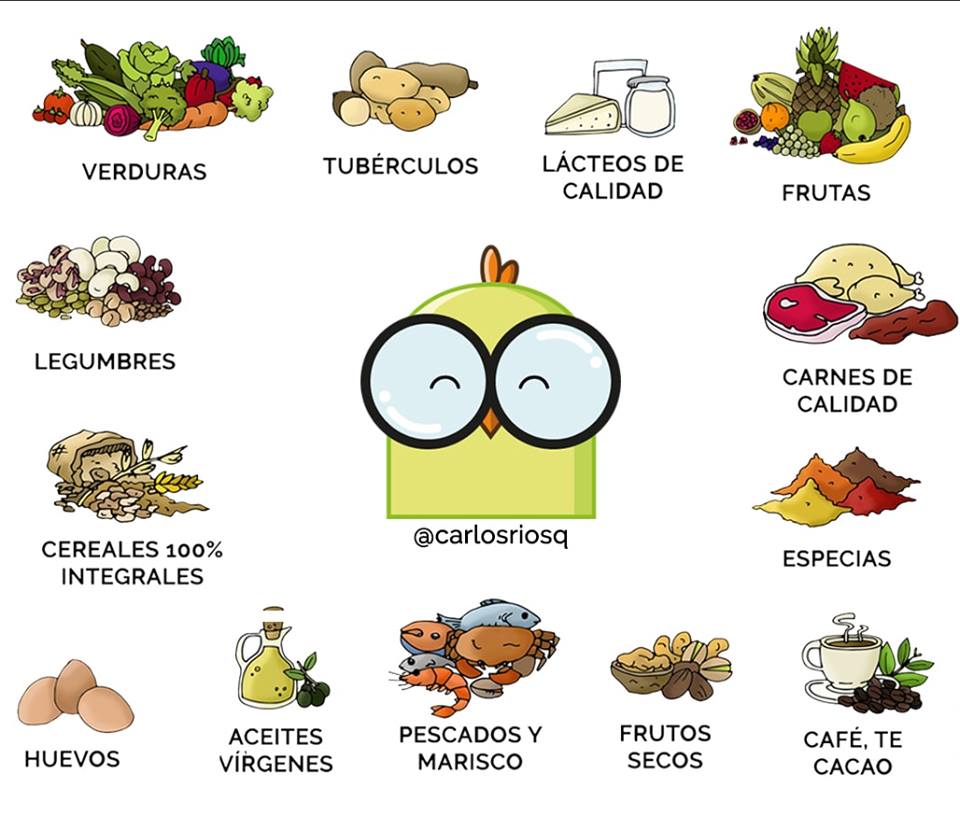 VERDURAS
TUBÉRCULOS
LÁCTEOS DE
CALIDAD
FRUTAS
LEGUMBRES
CARNES DE
CALIDAD
CEREALES 100%
INTEGRALES
@carlosriosq
ESPECIAS
HUEVOS
ACEITES
VÍRGENES
PESCADOS Y
MARISCO
FRUTOS
SECOS
CAFÉ, TE
CACAO